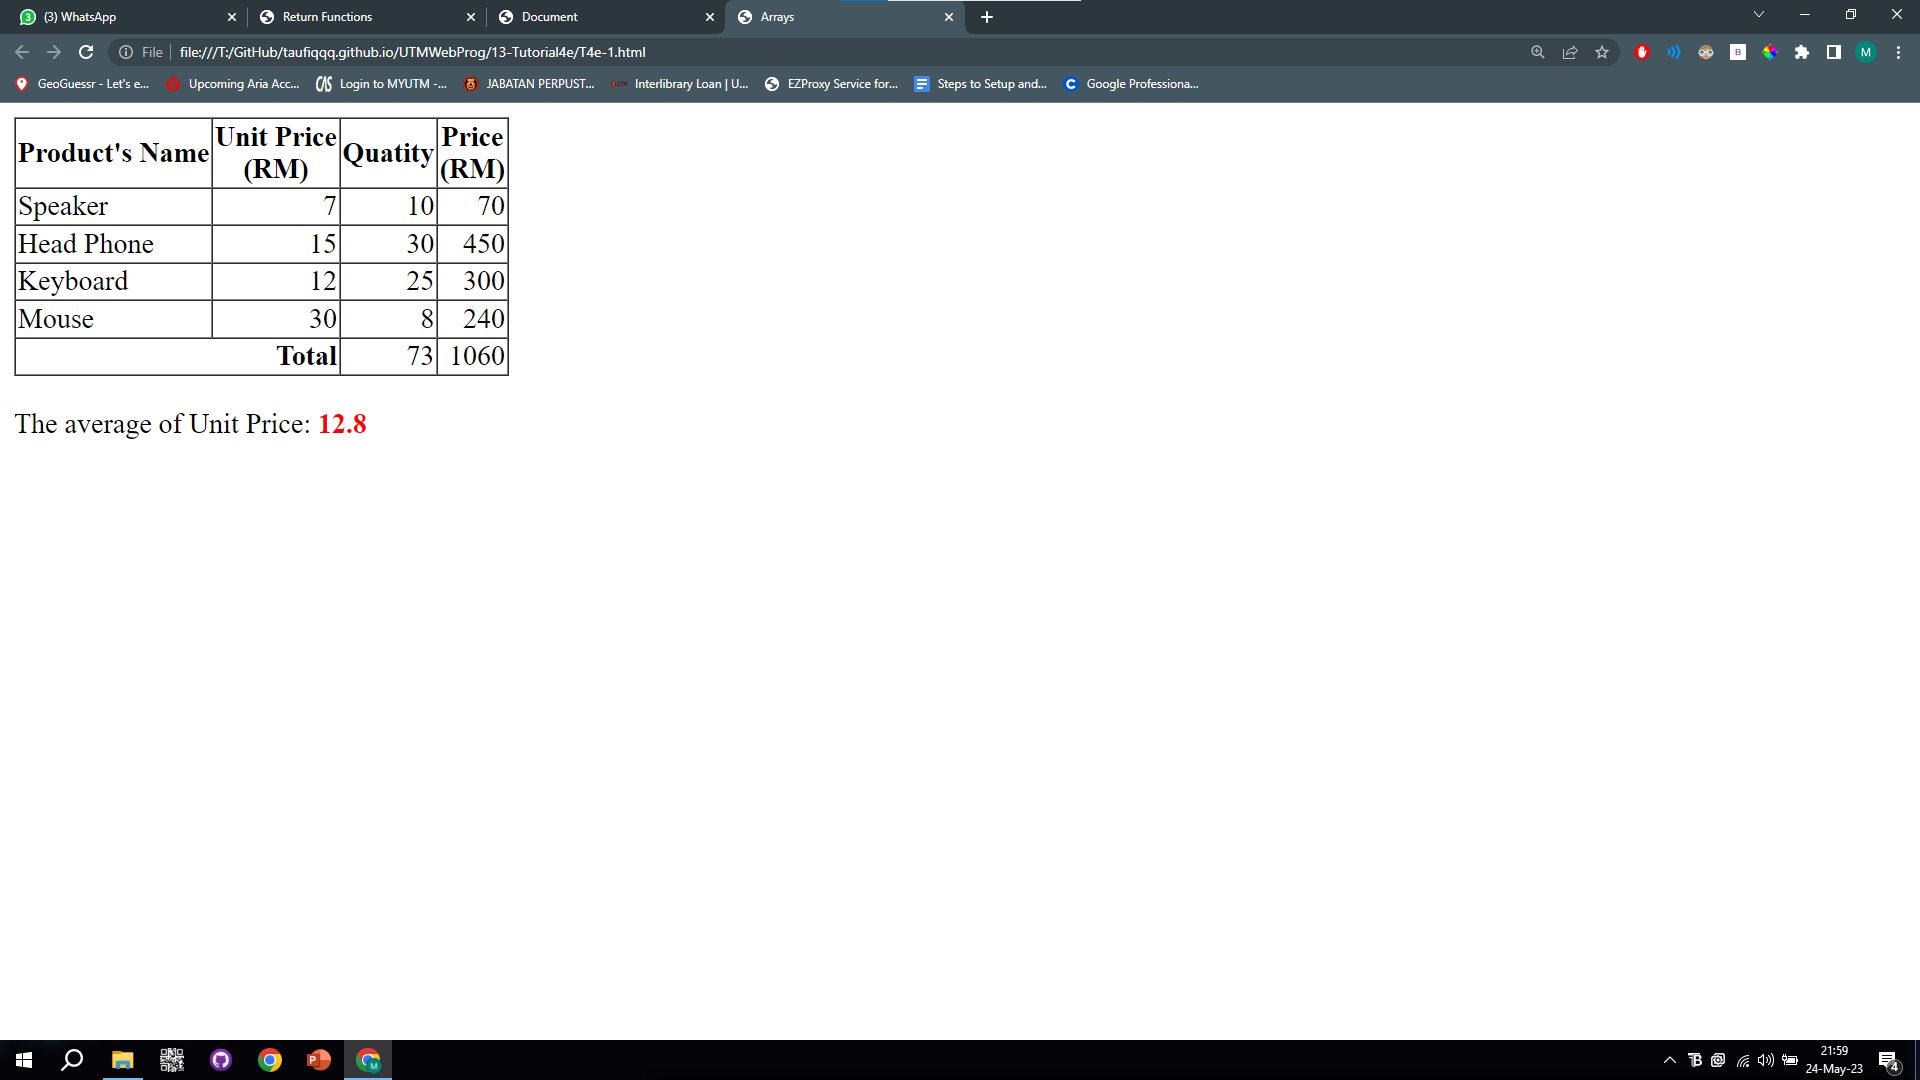 3 (3) WhatsApp Return Functions Document Arrays
File file:///T:/GitHub/taufiqqq.github.io/UTMWebProg/13-Tutorial4e/T4e-1.html B M
GeoGuessr - Let's e... Upcoming Aria Acc... CAS Login to MYUTM -... JABATAN PERPUST... Interlibrary Loan | U... EZProxy Service for... Steps to Setup and... C Google Professiona...
Product's Name Unit Price (RM) Quatity Price (RM)
Speaker 7 10 70
Head Phone 15 30 450
Keyboard 12 25 300
Mouse 30 8 240
Total 73 1060
The average of Unit Price: 12.8
P M 21:59
24-May-23 4